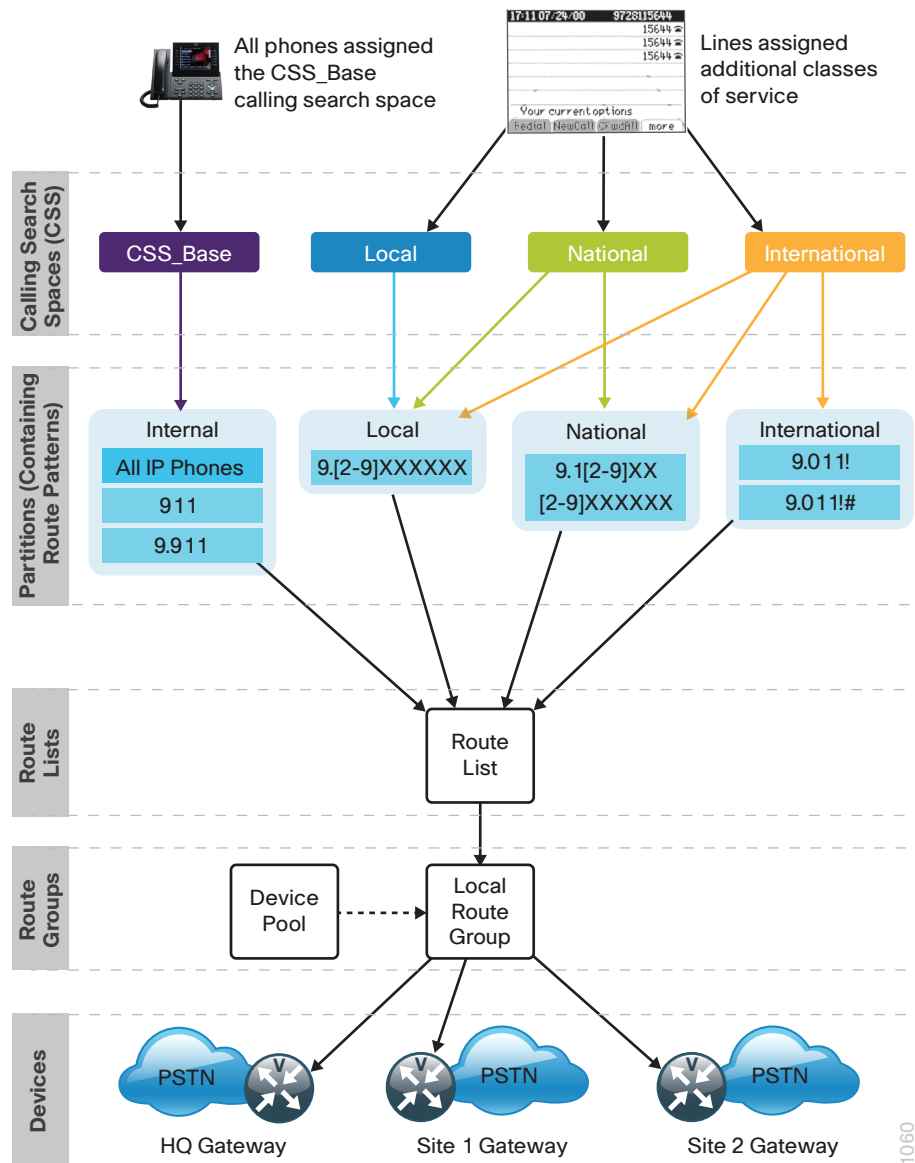 All phones assigned
the CSS_Base
calling search space
17:11 07/24/00 9728115644
15644
15644
15644
Your current options
Redial NewCall CFwdAll more
Lines assigned
additional classes
of service
Calling Search
Spaces (CSS)
CSS_Base
Local
National
International
Partitions (Containing
Route Patterns)
Internal
All IP Phones
911
9.911
Local
9.[2-9]XXXXXX
National
9.1[2-9]XX
[2-9]XXXXXX
International
9.011!
9.011!#
Route
Lists
Route
List
Route
Groups
Device
Pool
Local
Route
Group
Devices
PSTN
V
HQ Gateway
V
PSTN
Site 1 Gateway
V
PSTN
Site 2 Gateway
1060